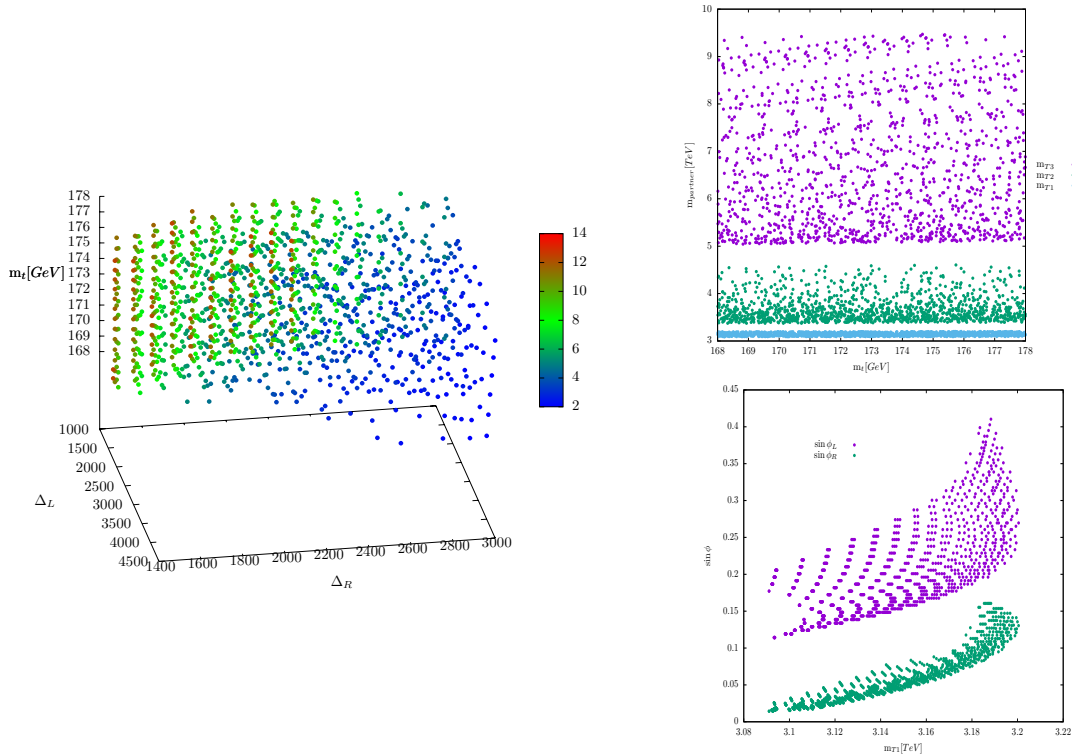 178
177
176
175
174
m_t[GeV] 173
172
171
170
169
168
1000
1500
2000
2500
3000
3500
4000
4500
Δ_L
1400 1600 1800 2000 2200 2400 2600 2800 3000
Δ_R
14
12
10
8
6
4
2
10
9
8
7
6
5
4
3
m_partner[TeV]
168 169 170 171 172 173 174 175 176 177 178
m_t[GeV]
m_T3
m_T2
m_T1
0.45
0.4
0.35
0.3
0.25
0.2
0.15
0.1
0.05
0
sin ϕ
sin ϕ_L
sin ϕ_R
3.08 3.1 3.12 3.14 3.16 3.18 3.2 3.22
m_T1[TeV]